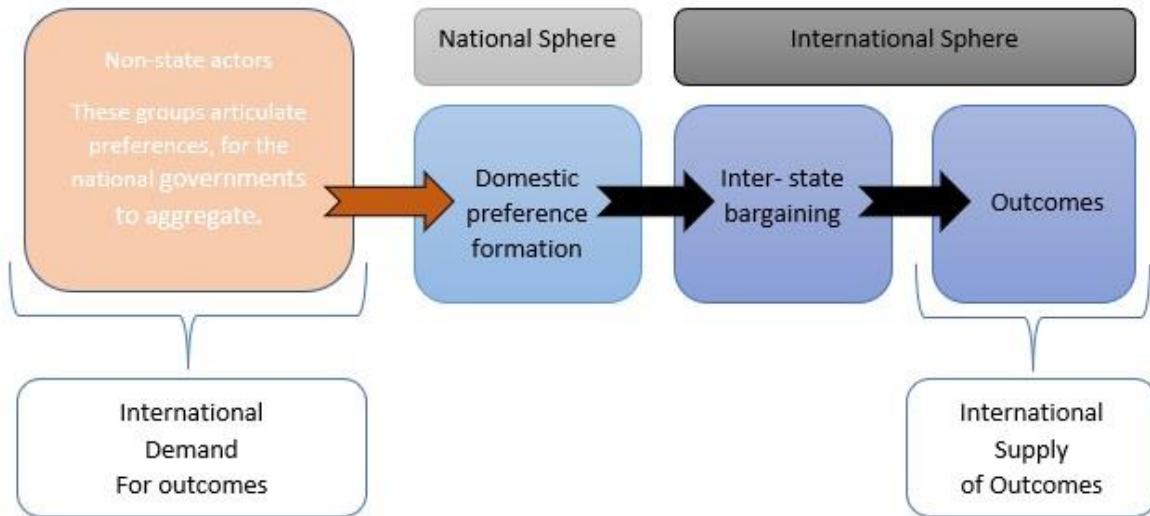 Non-state actors
These groups articulate
preferences, for the
national governments
to aggregate.
National Sphere
International Sphere
Domestic
preference
formation
Inter- state
bargaining
Outcomes
International
Demand
For outcomes
International
Supply
of Outcomes